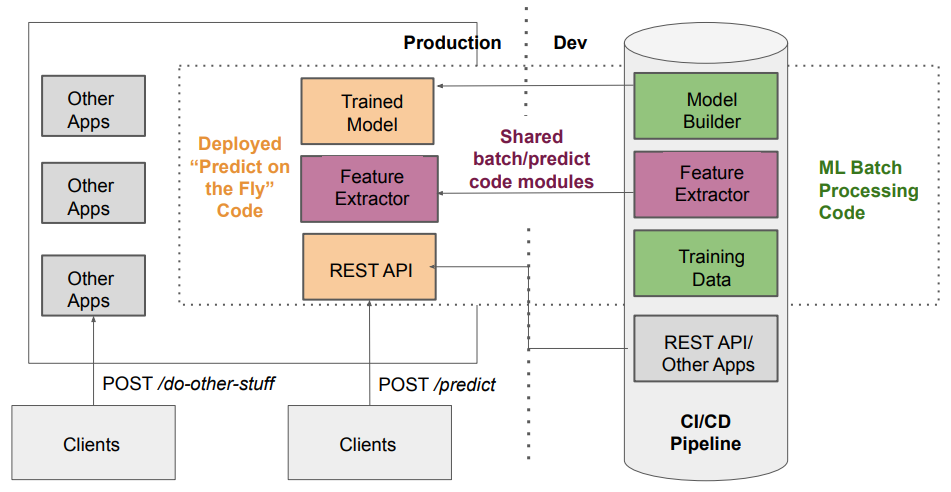 Production
Dev
Other
Apps
Other
Apps
Other
Apps
Deployed
“Predict on
the Fly”
Code
Trained
Model
Feature
Extractor
REST API
Shared
batch/predict
code modules
Model
Builder
Feature
Extractor
Training
Data
REST API/
Other Apps
CI/CD
Pipeline
ML Batch
Processing
Code
POST /do-other-stuff
POST /predict
Clients
Clients